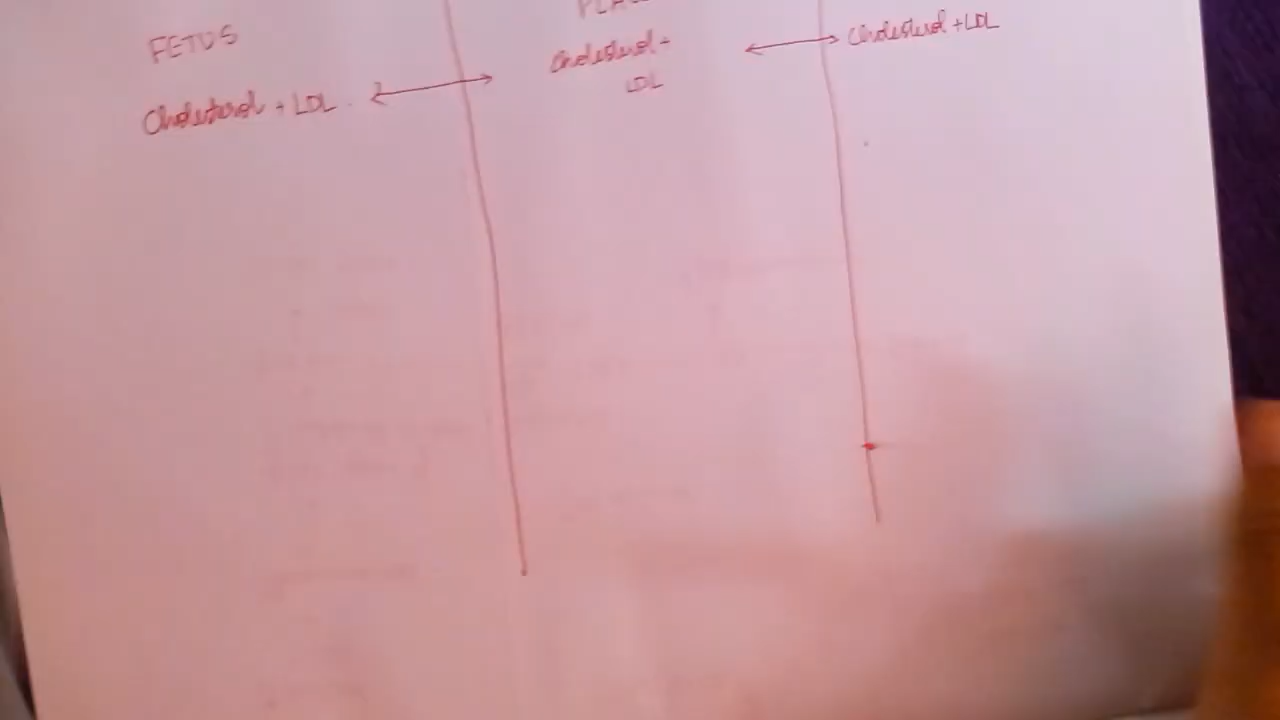 FETUS
Cholesterol + LDL
Cholesterol +
LDL
Cholesterol + LDL